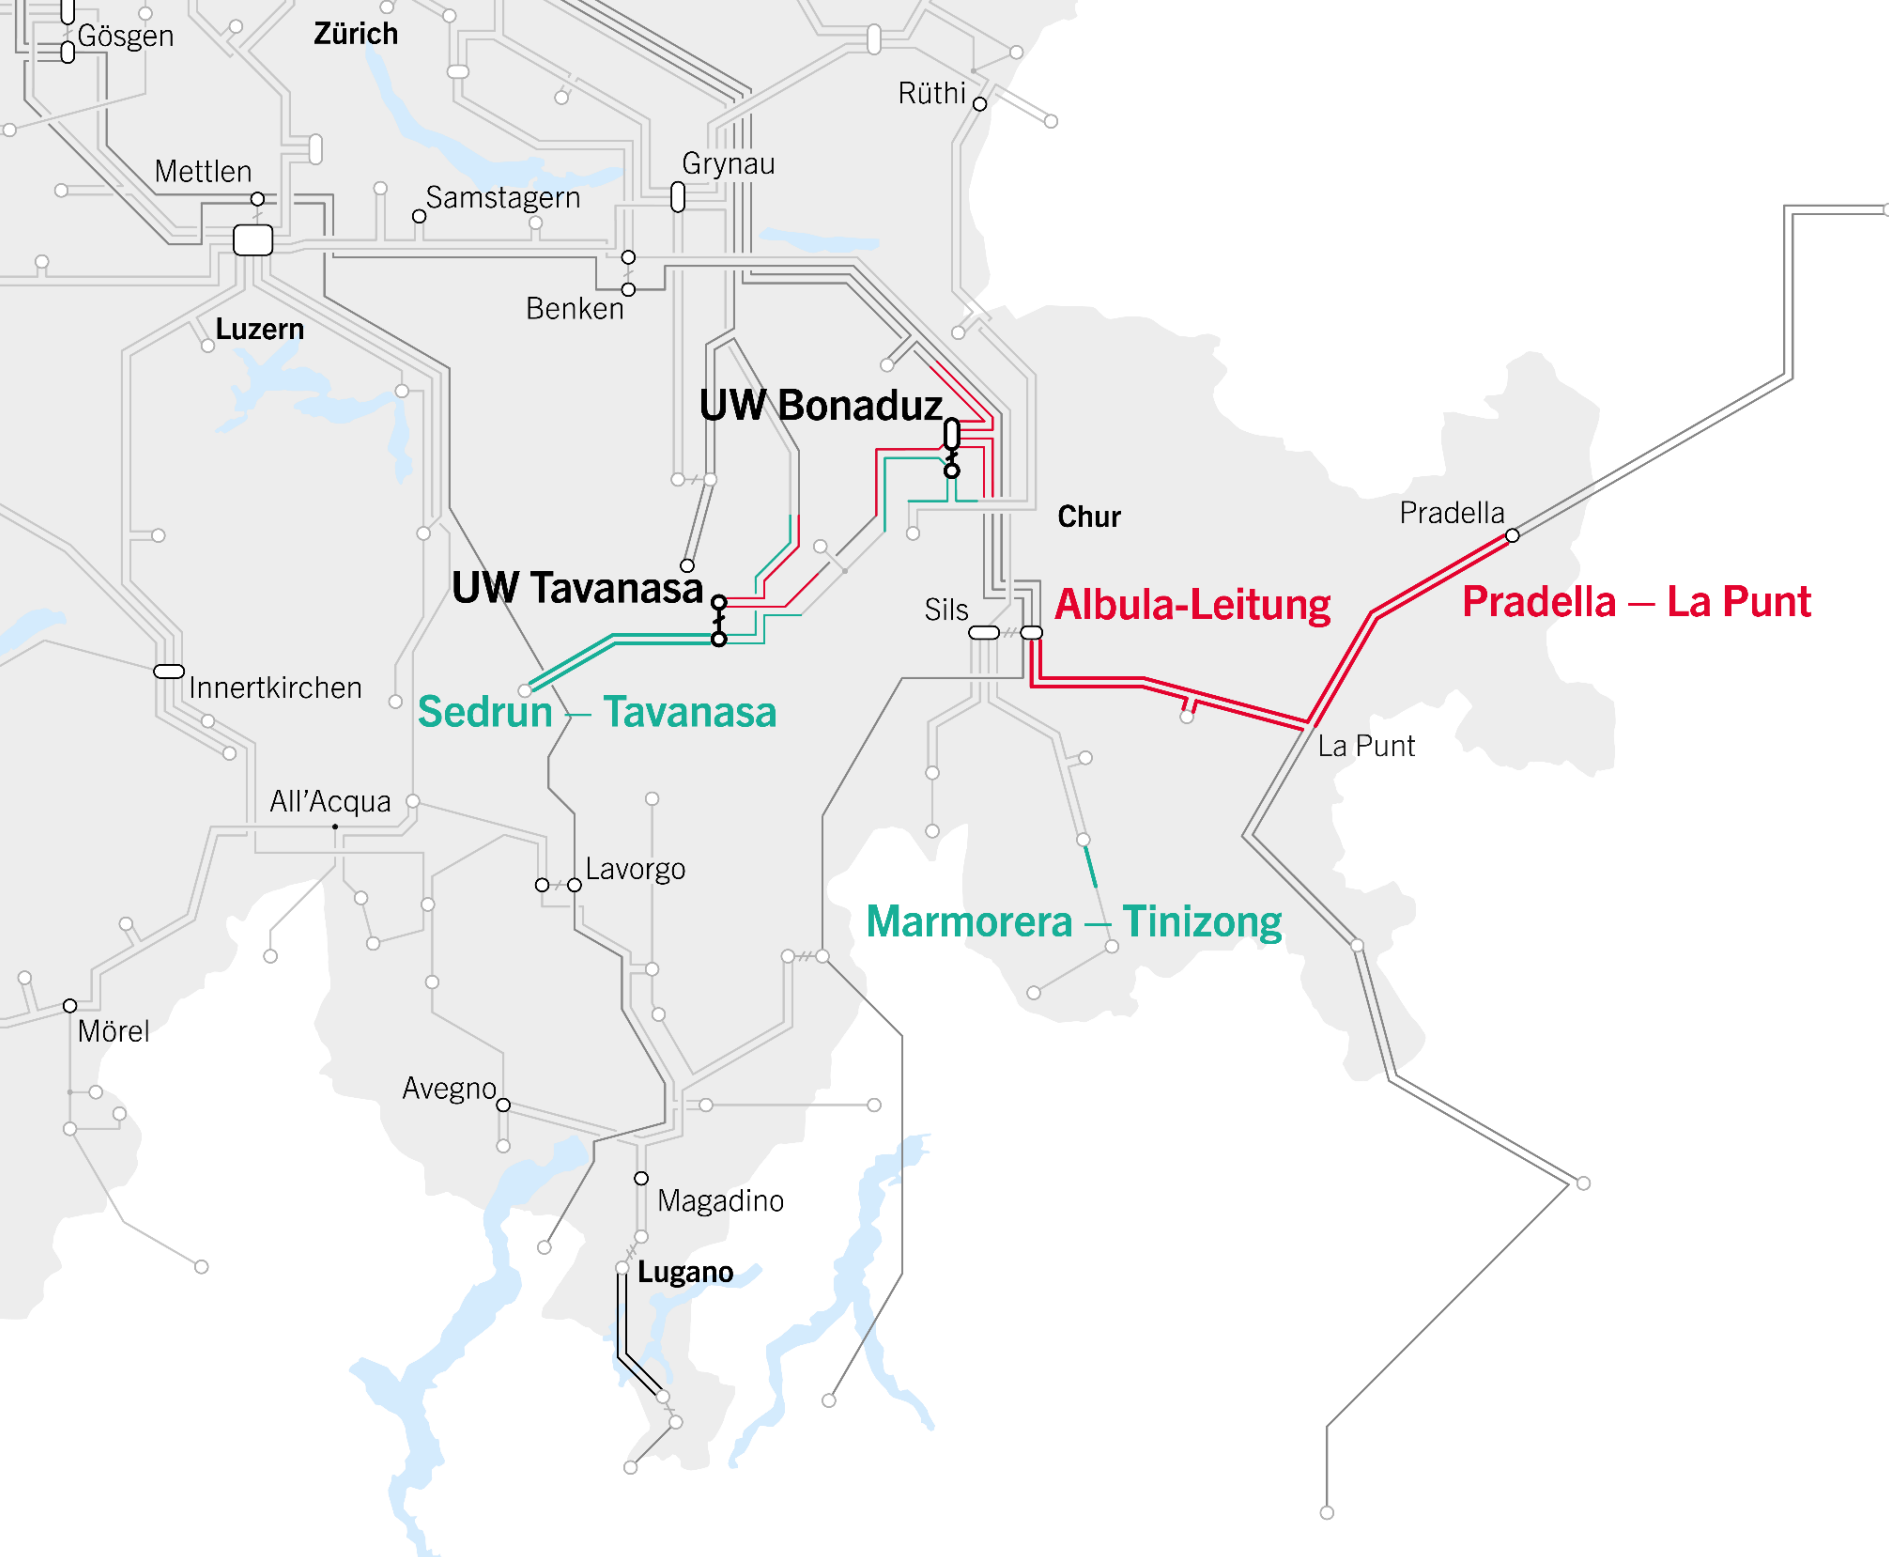 Gösgen
Zürich
Rüthi
Mettlen
Grynau
Samstagern
Benken
Luzern
UW Bonaduz
Chur
Pradella
UW Tavanasa
Sils
Albula-Leitung
Pradella – La Punt
Innertkirchen
Sedrun – Tavanasa
La Punt
All'Acqua
Lavorgo
Marmorera – Tinizong
Mörel
Avegno
Magadino
Lugano